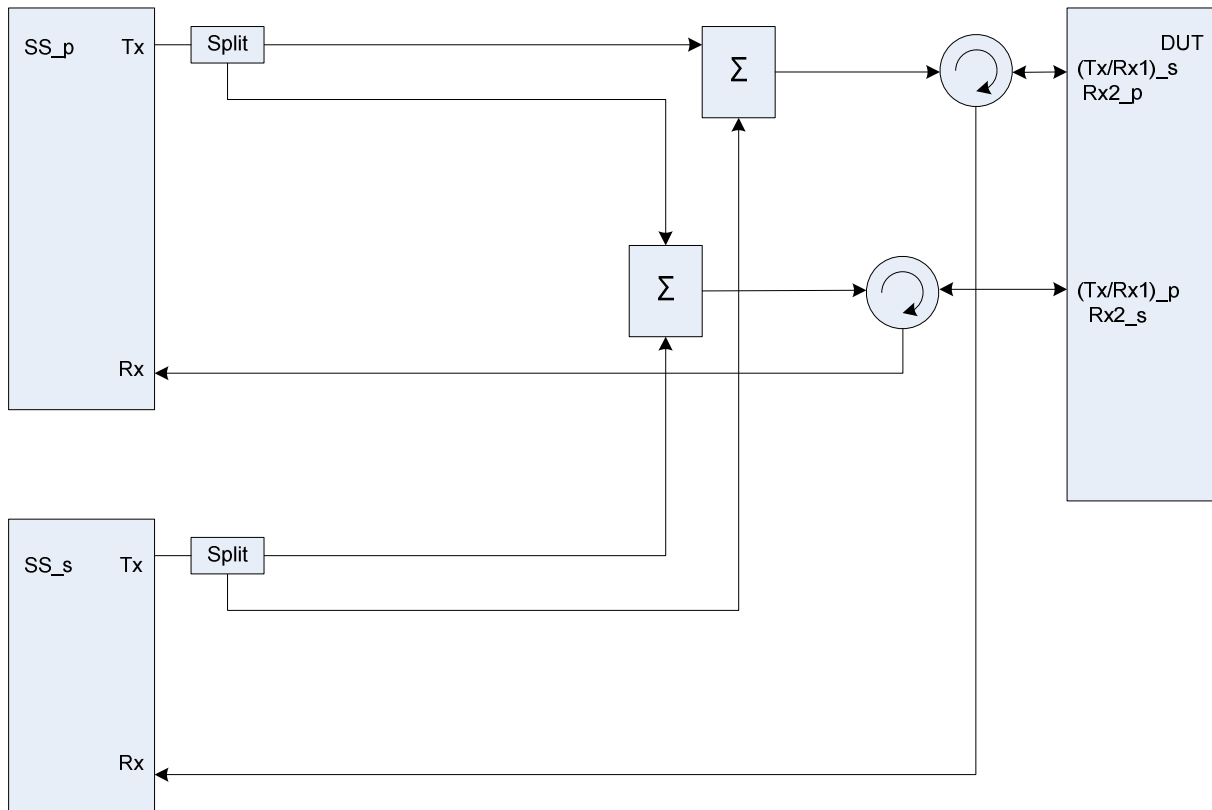 SS_p
Tx
Split
Σ
DUT
(Tx/Rx1)_s
Rx2_p
Σ
(Tx/Rx1)_p
Rx2_s
Rx
SS_s
Tx
Split
Rx